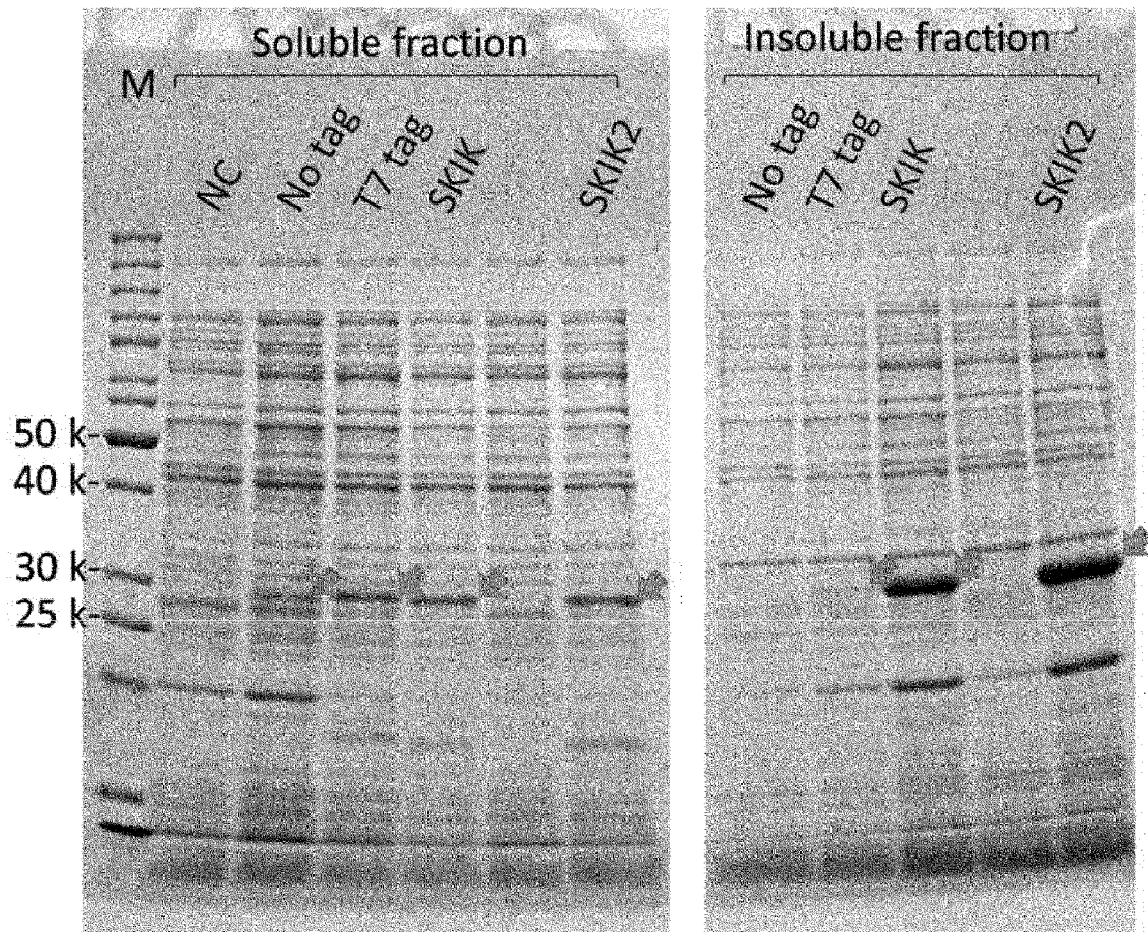 Soluble fraction
M
NC
No tag
T7 tag
SKIK
SKIK2
50 k-
40 k-
30 k-
25 k-
Insoluble fraction
No tag
T7 tag
SKIK
SKIK2